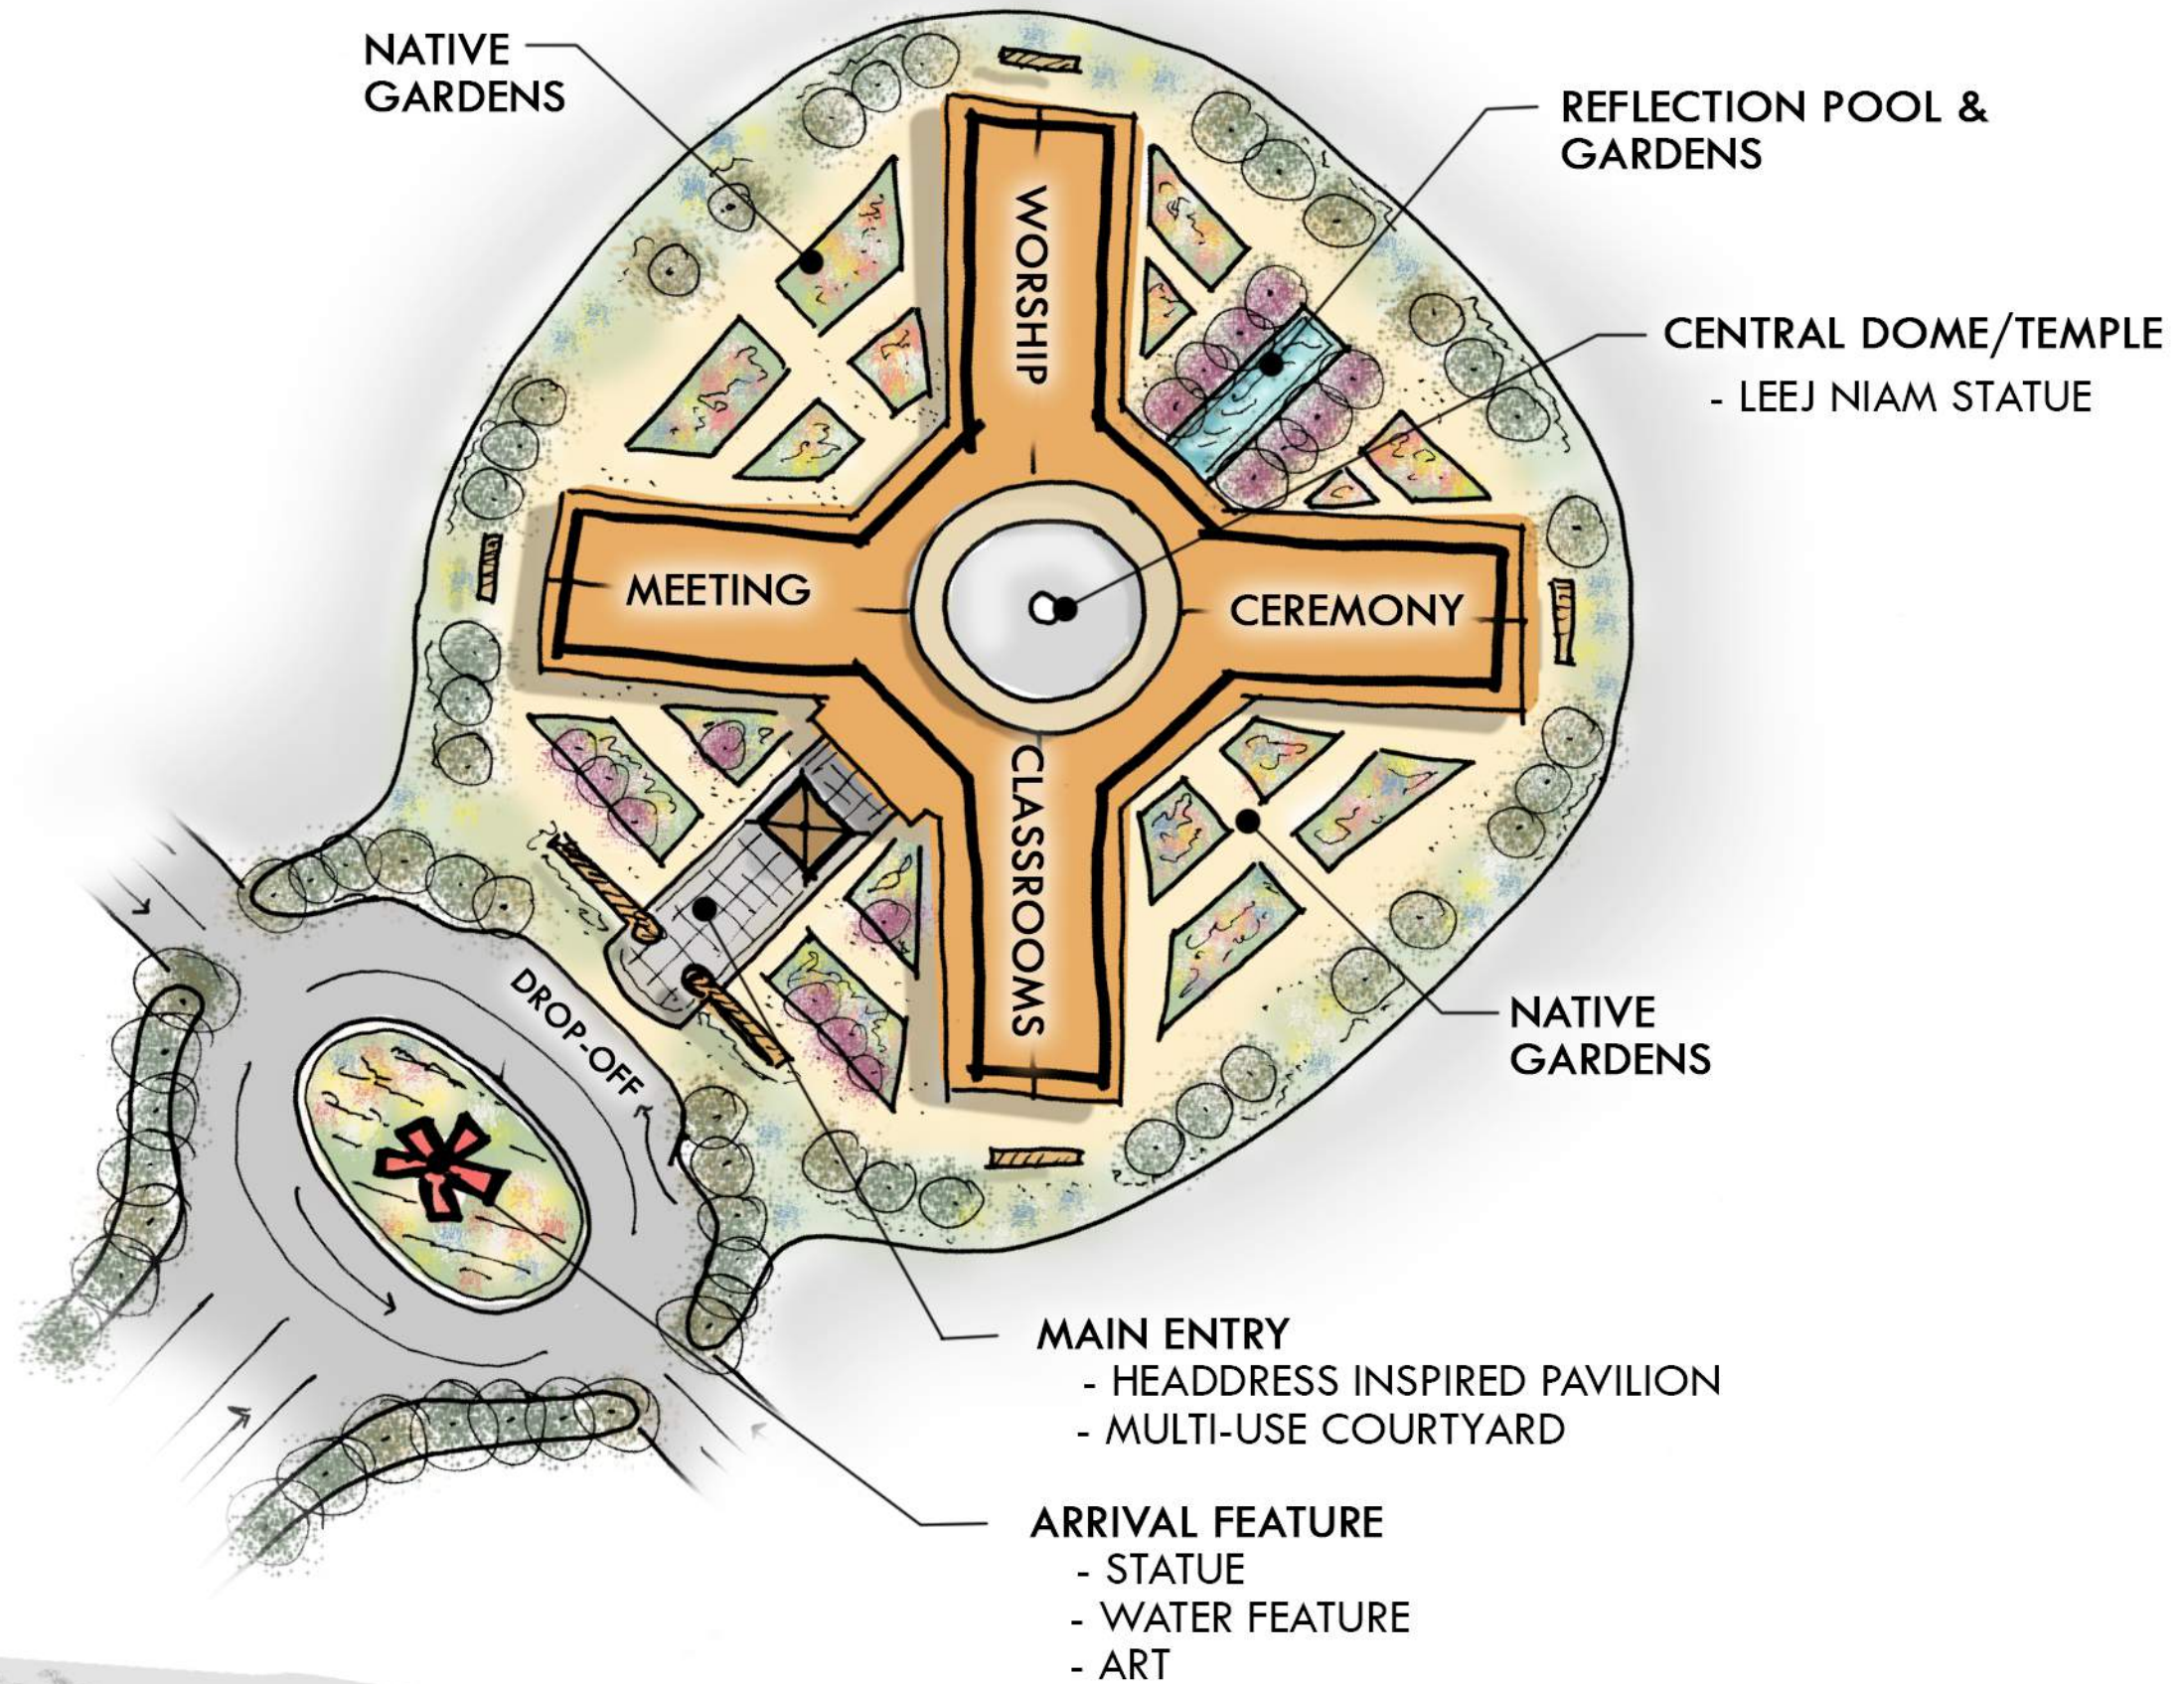 NATIVE
GARDENS
REFLECTION POOL &
GARDENS
WORSHIP
CENTRAL DOME/TEMPLE
- LEEJ NIAM STATUE
MEETING
CEREMONY
CLASSROOMS
DROP-OFF
NATIVE
GARDENS
MAIN ENTRY
- HEADDRESS INSPIRED PAVILION
- MULTI-USE COURTYARD
ARRIVAL FEATURE
- STATUE
- WATER FEATURE
- ART